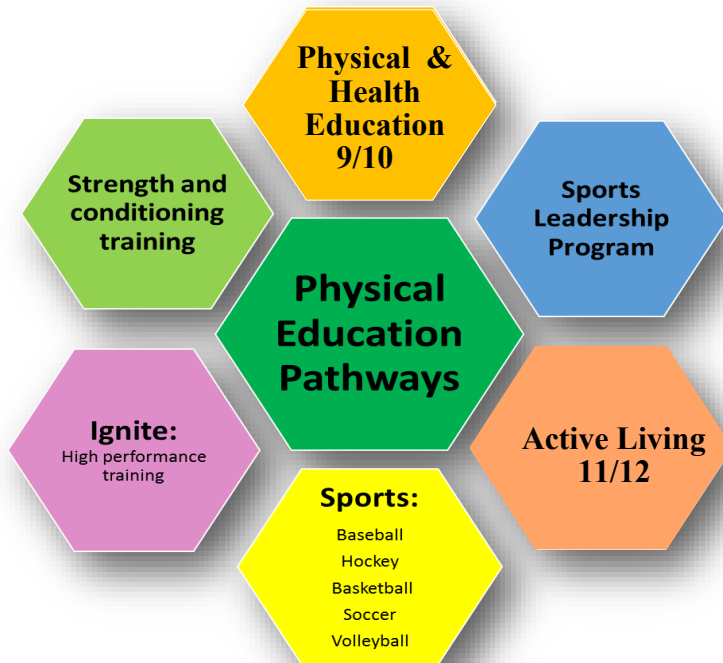 Physical &
Health
Education
9/10
Strength and
conditioning
training
Sports
Leadership
Program
Physical
Education
Pathways
Ignite:
High performance
training
Active Living
11/12
Sports:
Baseball
Hockey
Basketball
Soccer
Volleyball